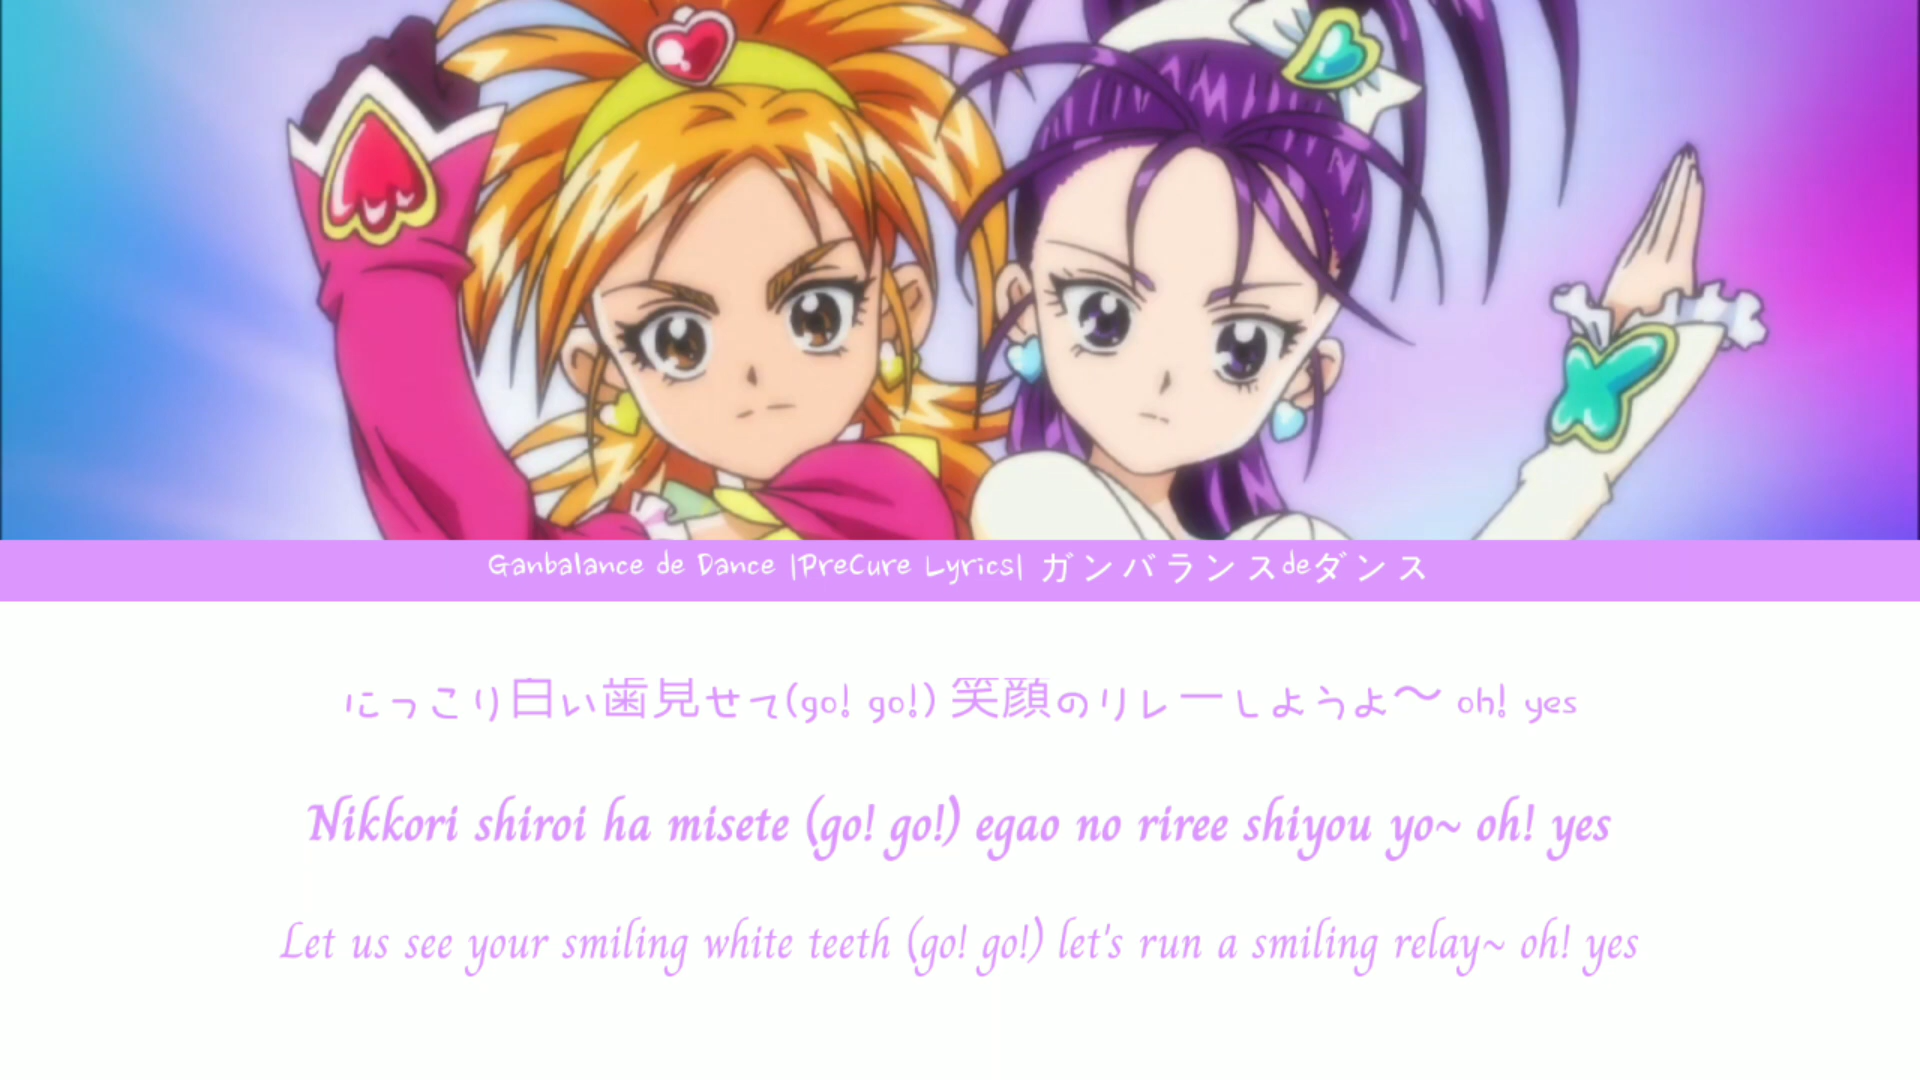 Ganbalance de Dance |PreCure Lyrics| ガンバランスdeダンス
にっこり白い歯見せて(go! go!) 笑顔のリレーしようよ〜 oh! yes
Nikkori shiroi ha misete (go! go!) egao no riree shiyou yo~ oh! yes
Let us see your smiling white teeth (go! go!) let's run a smiling relay~ oh! yes